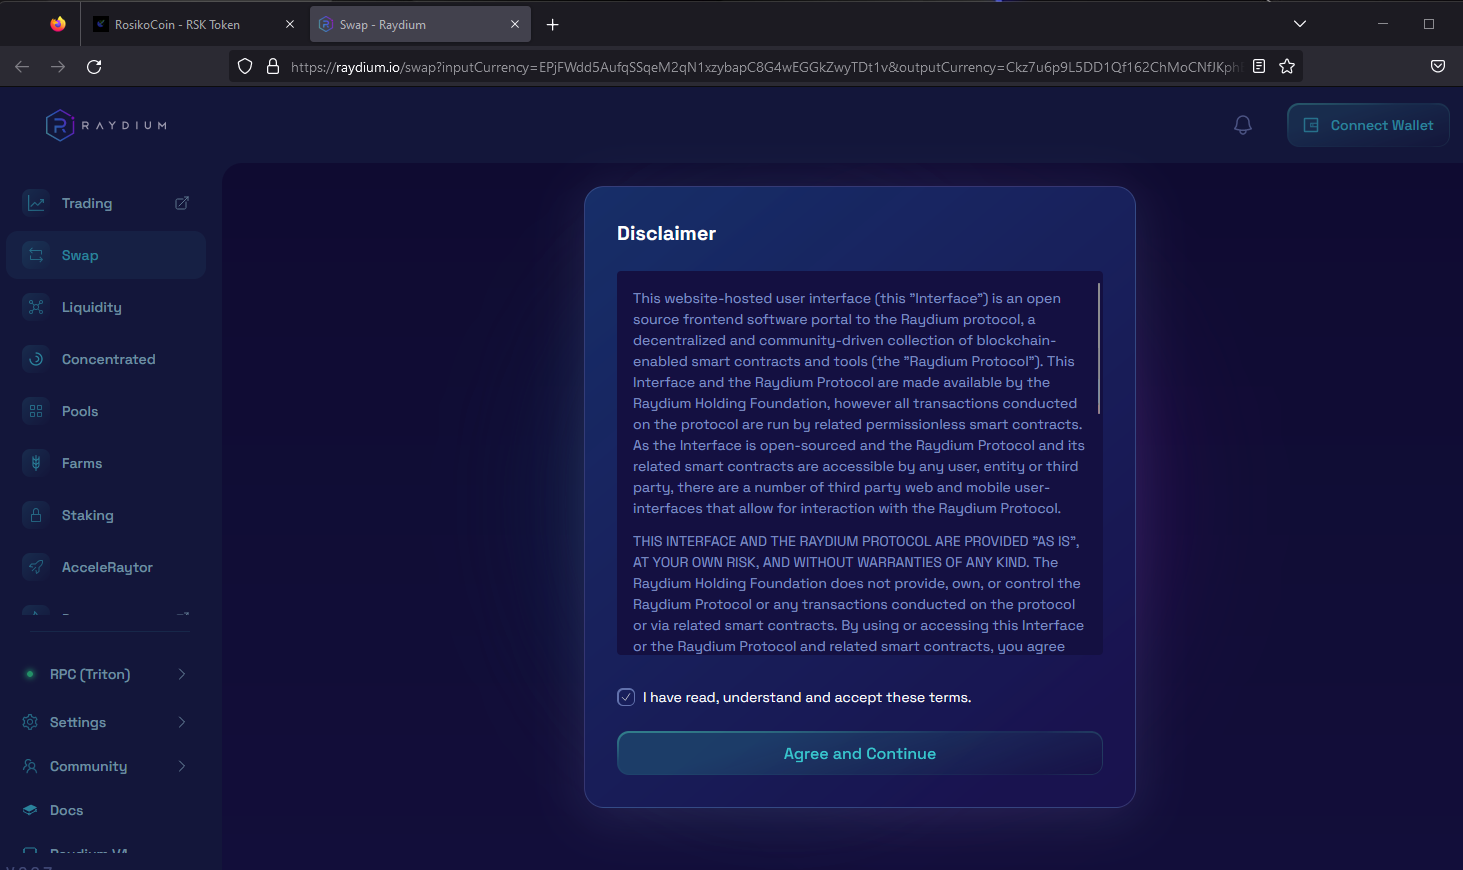 RosikoCoin - RSK Token
Swap - Raydium
https://raydium.io/swap?inputCurrency=EPjFWdd5AufqSSqeM2qN1xzybapC8G4wEGGkZwyTDt1v&outputCurrency=Ckz7u6p9L5DD1Qf162ChMoCNfJKph
RAYDIUM
Connect Wallet
Trading
Swap
Liquidity
Concentrated
Pools
Farms
Staking
AcceleRaytor
RPC (Triton)
Settings
Community
Docs
Disclaimer
This website-hosted user interface (this "Interface") is an open
source frontend software portal to the Raydium protocol, a
decentralized and community-driven collection of blockchain-
enabled smart contracts and tools (the "Raydium Protocol"). This
Interface and the Raydium Protocol are made available by the
Raydium Holding Foundation, however all transactions conducted
on the protocol are run by related permissionless smart contracts.
As the Interface is open-sourced and the Raydium Protocol and its
related smart contracts are accessible by any user, entity or third
party, there are a number of third party web and mobile user-
interfaces that allow for interaction with the Raydium Protocol.
THIS INTERFACE AND THE RAYDIUM PROTOCOL ARE PROVIDED "AS IS",
AT YOUR OWN RISK, AND WITHOUT WARRANTIES OF ANY KIND. The
Raydium Holding Foundation does not provide, own, or control the
Raydium Protocol or any transactions conducted on the protocol
or via related smart contracts. By using or accessing this Interface
or the Raydium Protocol and related smart contracts, you agree
I have read, understand and accept these terms.
Agree and Continue